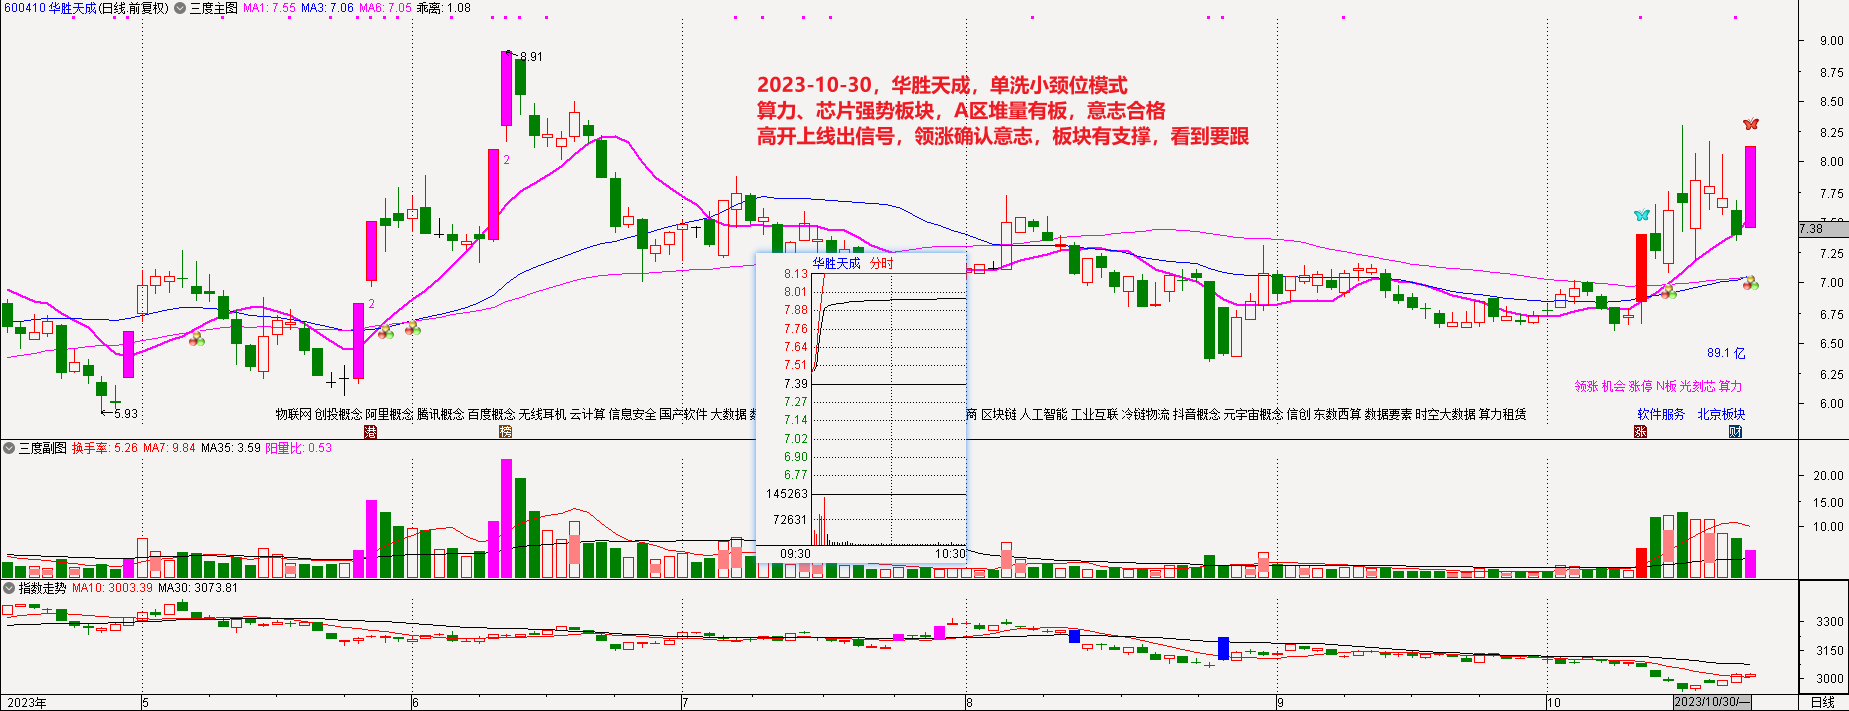 600410 华胜天成(日线.前复权) 三度主图 MA1: 7.55 MA3: 7.06 MA6: 7.05 乖离: 1.08
9.00
8.75
8.50
8.25
8.00
7.75
7.50
7.38
7.25
7.00
6.75
6.50
6.25
6.00
8.91
2
2
5.93
2023-10-30，华胜天成，单洗小颈位模式
算力、芯片强势板块，A区堆量有板，意志合格
高开上线出信号，领涨确认意志，板块有支撑，看到要跟
华胜天成 分时
8.13
8.01
7.88
7.76
7.64
7.51
7.39
7.27
7.14
7.02
6.90
6.77
145263
72631
09:30 10:30
89.1 亿
领涨 机会 涨停 N板 光刻芯 算力
物联网 创投概念 阿里概念 腾讯概念 百度概念 无线耳机 云计算 信息安全 国产软件 大数据
区块链 人工智能 工业互联 冷链物流 抖音概念 元宇宙概念 信创 东数西算 数据要素 时空大数据 算力租赁
软件服务 北京板块
港 榜 涨 财
三度副图 换手率: 5.26 MA7: 9.84 MA35: 3.59 阳量比: 0.53
20.00
15.00
10.00
指数走势 MA10: 3003.39 MA30: 3073.81
3300
3150
3000
2023年 5 6 7 8 9 10 2023/10/30/一 日线